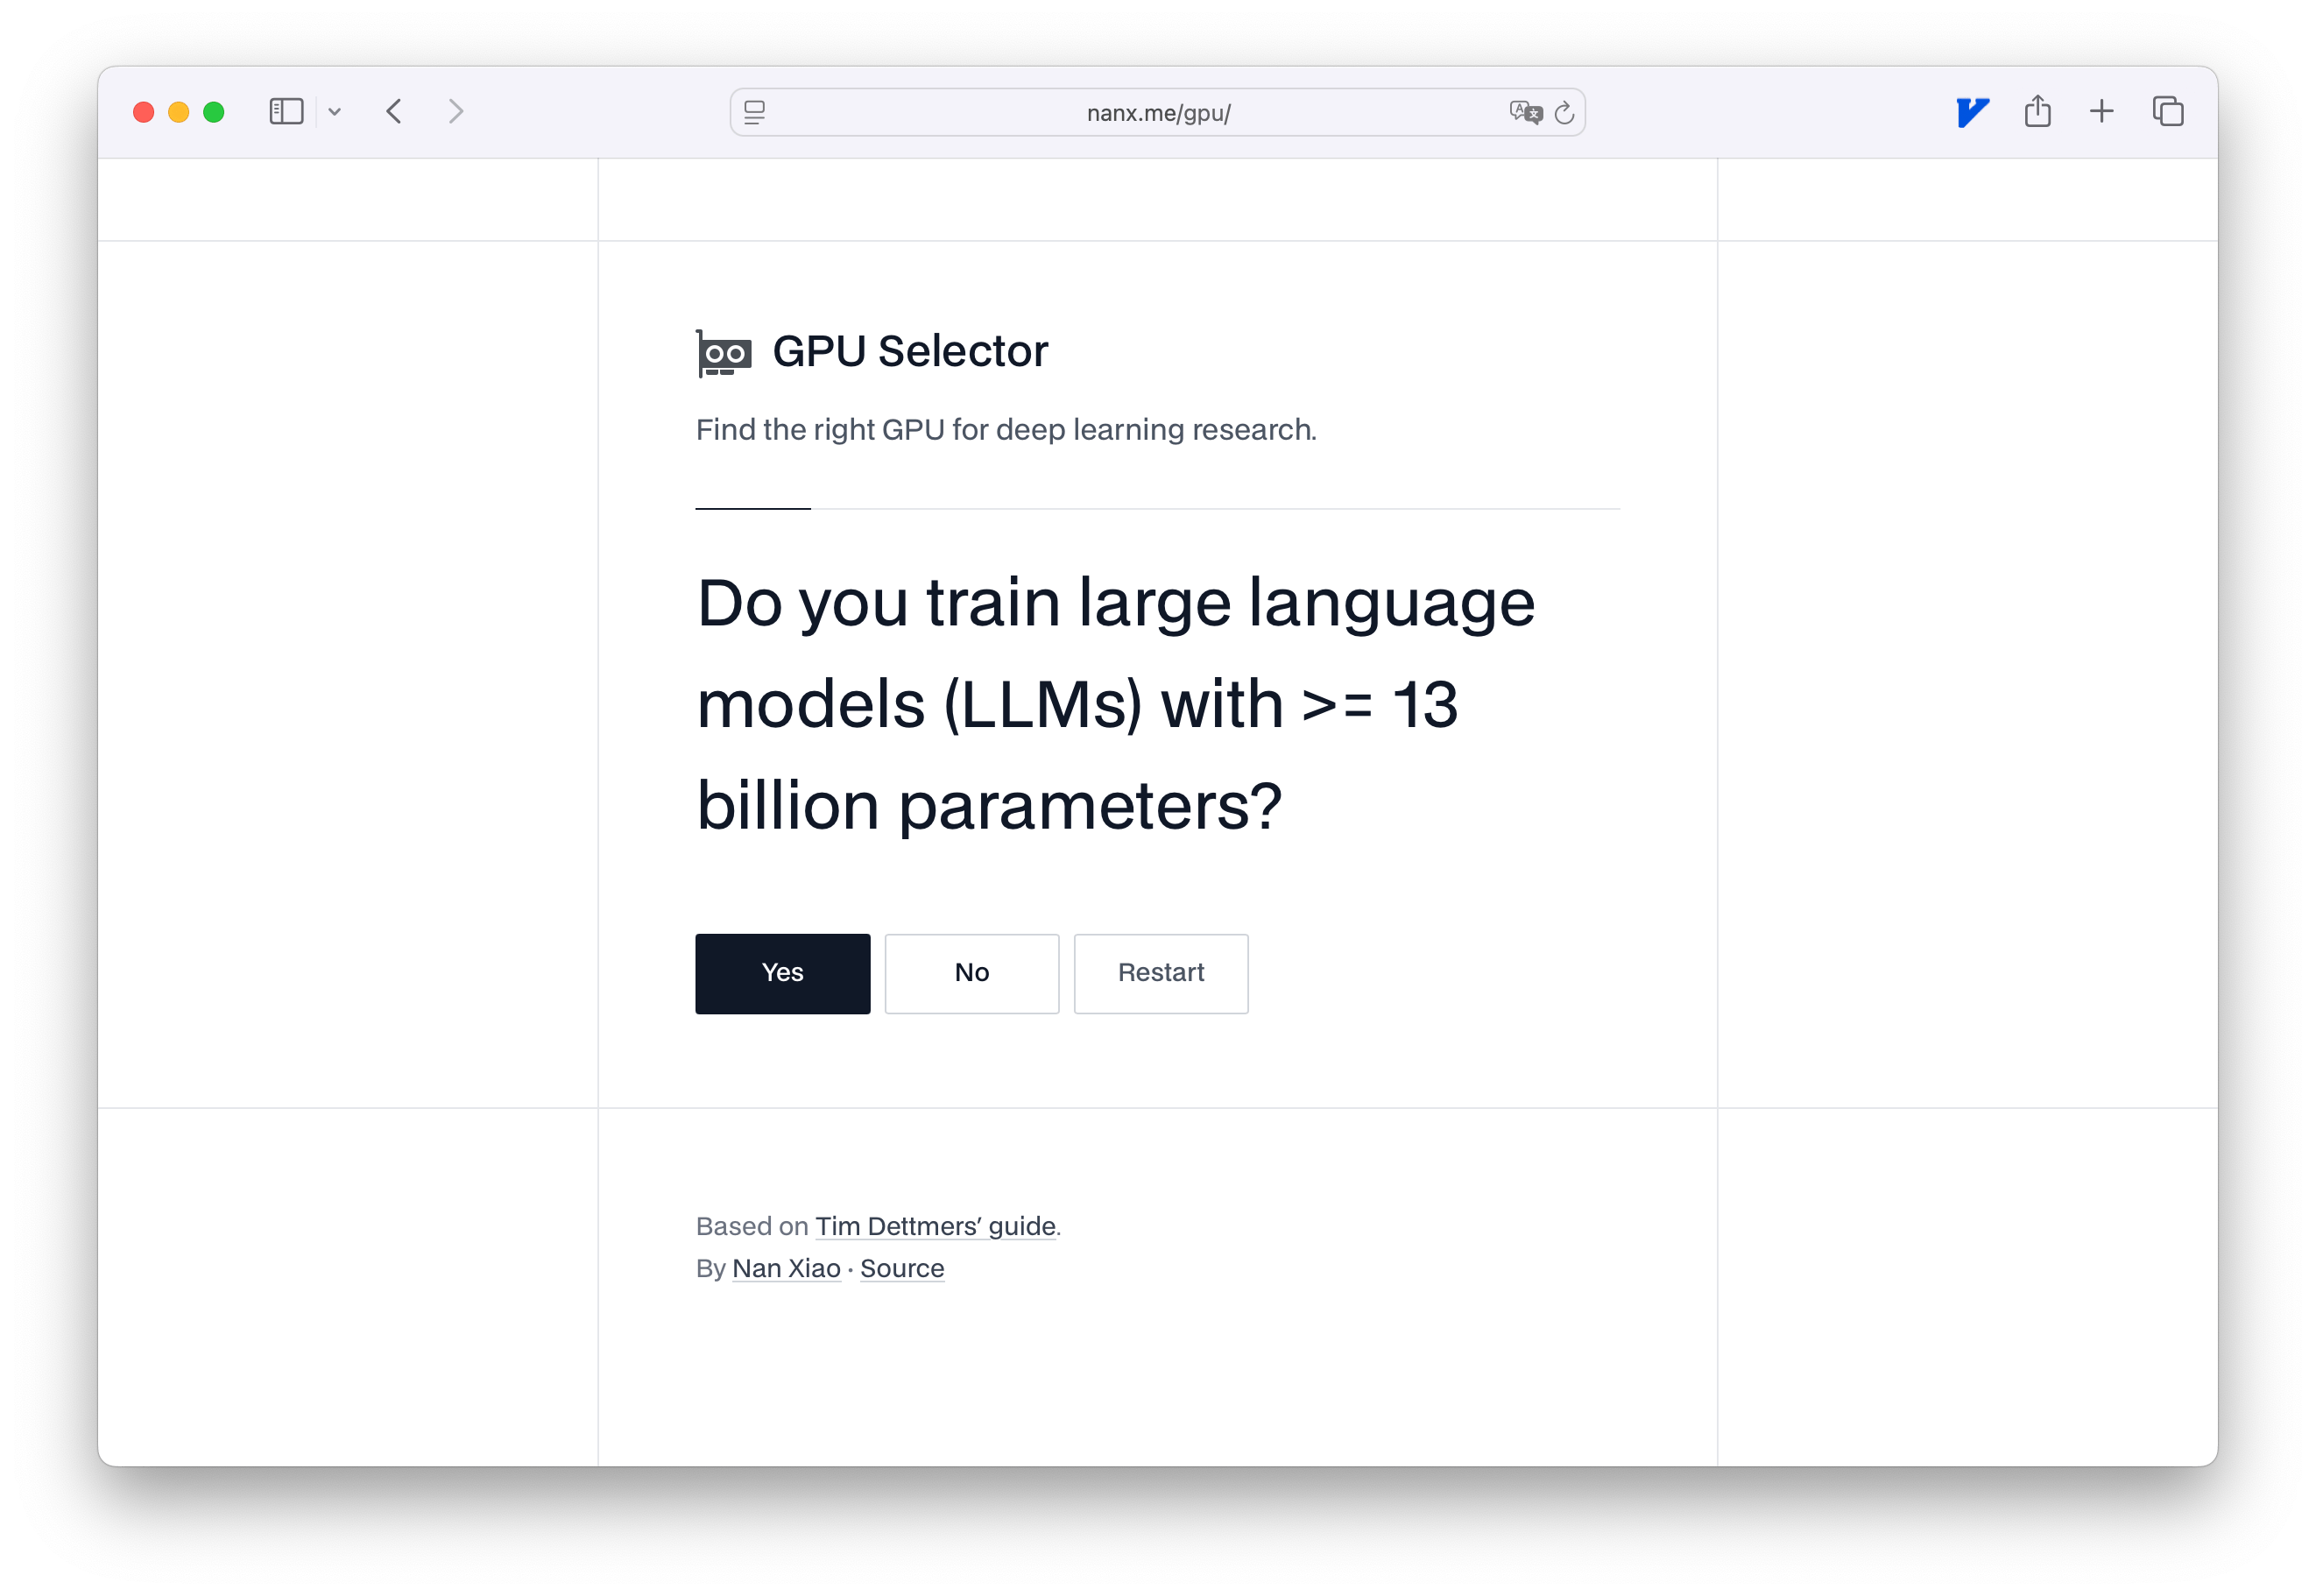 nanx.me/gpu/
GPU Selector
Find the right GPU for deep learning research.
Do you train large language
models (LLMs) with >= 13
billion parameters?
Yes
No
Restart
Based on Tim Dettmers’ guide.
By Nan Xiao · Source